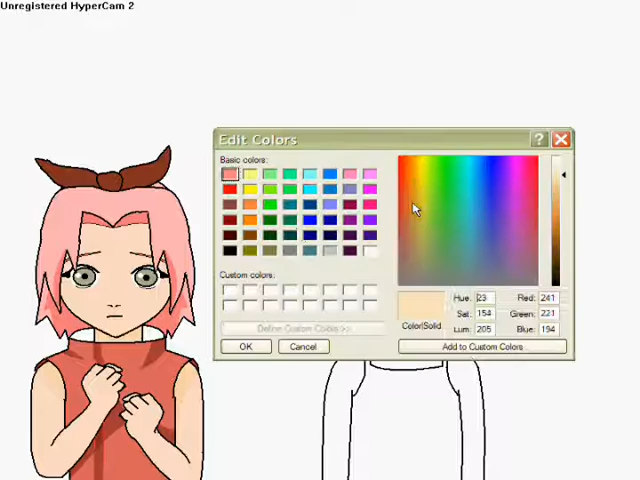 Unregistered HyperCam 2
Edit Colors
Basic colors:
Custom colors:
Define Custom Colors >>
OK
Cancel
Color|Solid
Hue: 23
Sat: 154
Lum: 205
Red: 241
Green: 221
Blue: 194
Add to Custom Colors